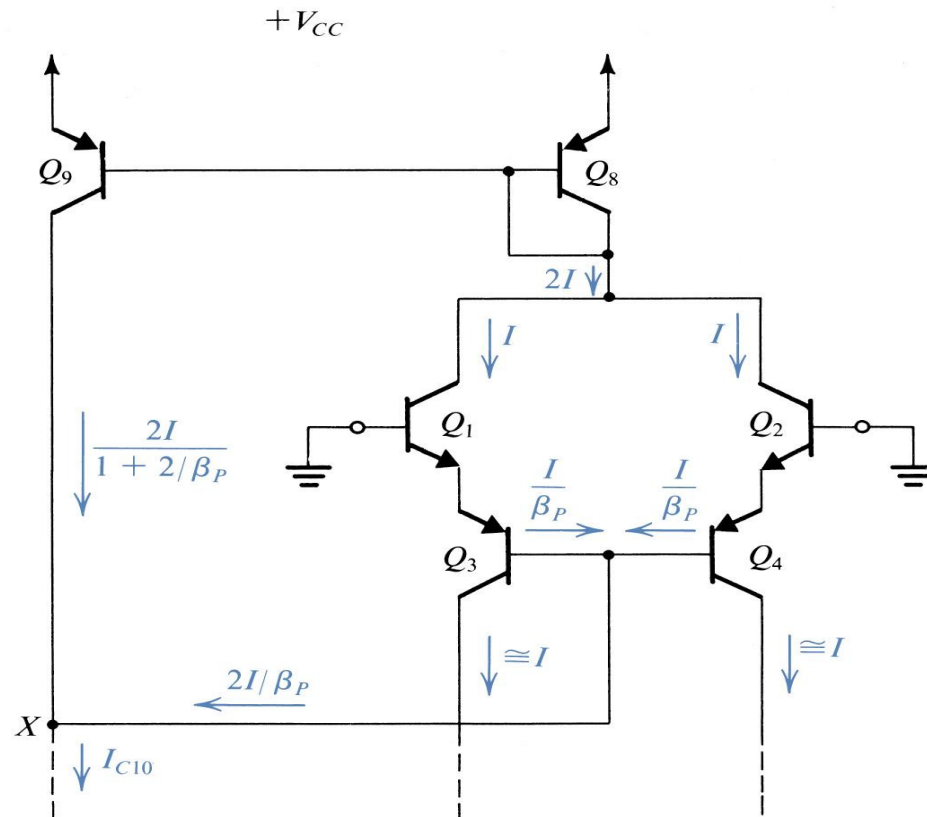 +V_CC
Q_9
Q_8
2I
I
I
Q_1
Q_2
2I / (1 + 2/β_P)
I/β_P
I/β_P
Q_3
Q_4
≅I
≅I
2I/β_P
X
I_C10